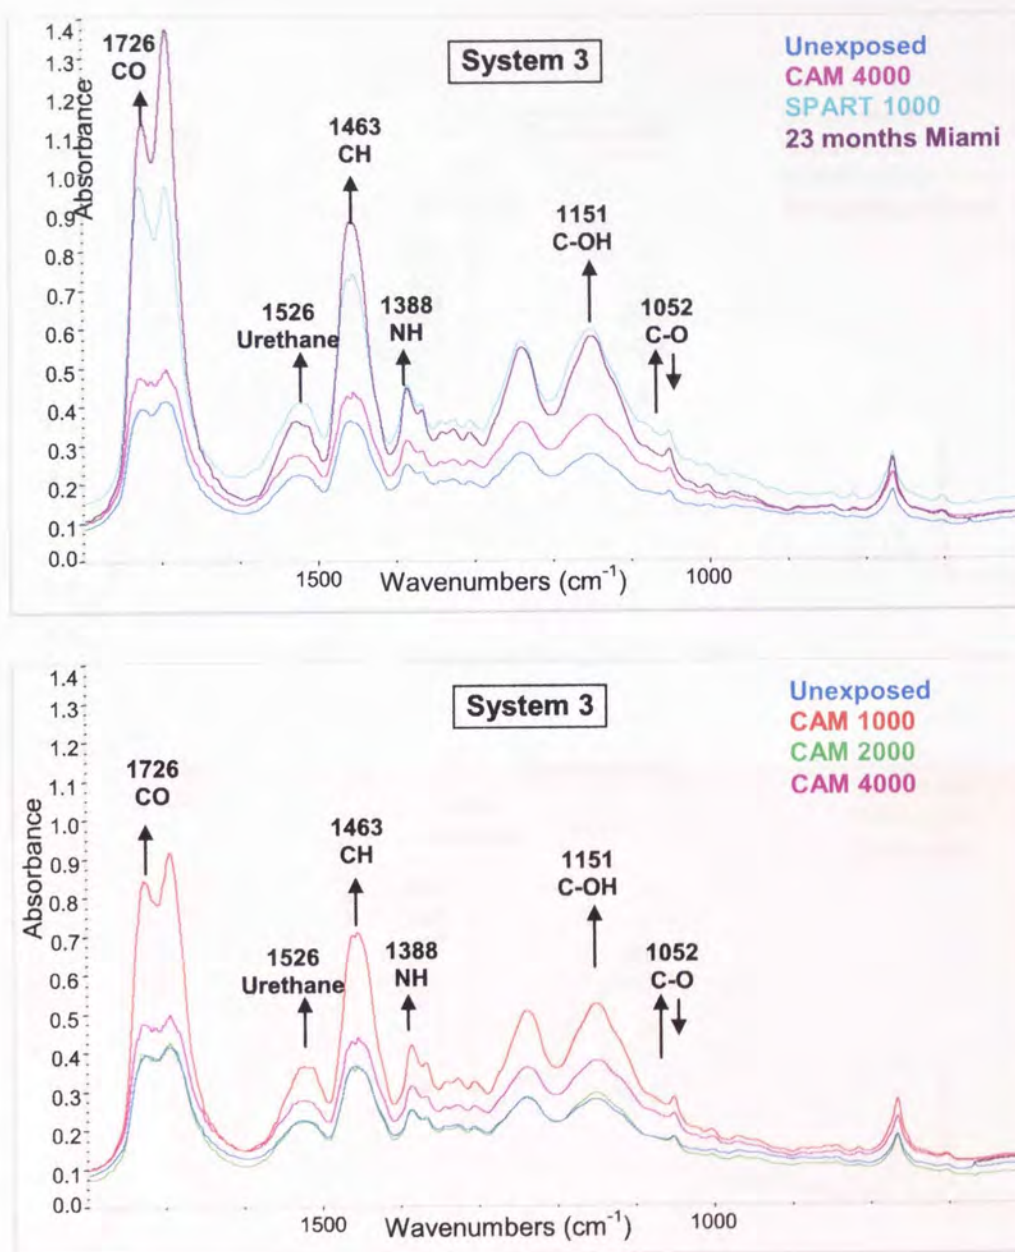 System 3
Unexposed
CAM 4000
SPART 1000
23 months Miami
1726
CO
1463
CH
1526
Urethane
1388
NH
1151
C-OH
1052
C-O
Absorbance
1.4
1.3
1.2
1.1
1.0
0.9
0.8
0.7
0.6
0.5
0.4
0.3
0.2
0.1
0.0
1500
1000
Wavenumbers (cm⁻¹)
System 3
Unexposed
CAM 1000
CAM 2000
CAM 4000
1726
CO
1463
CH
1526
Urethane
1388
NH
1151
C-OH
1052
C-O
Absorbance
1.4
1.3
1.2
1.1
1.0
0.9
0.8
0.7
0.6
0.5
0.4
0.3
0.2
0.1
0.0
1500
1000
Wavenumbers (cm⁻¹)